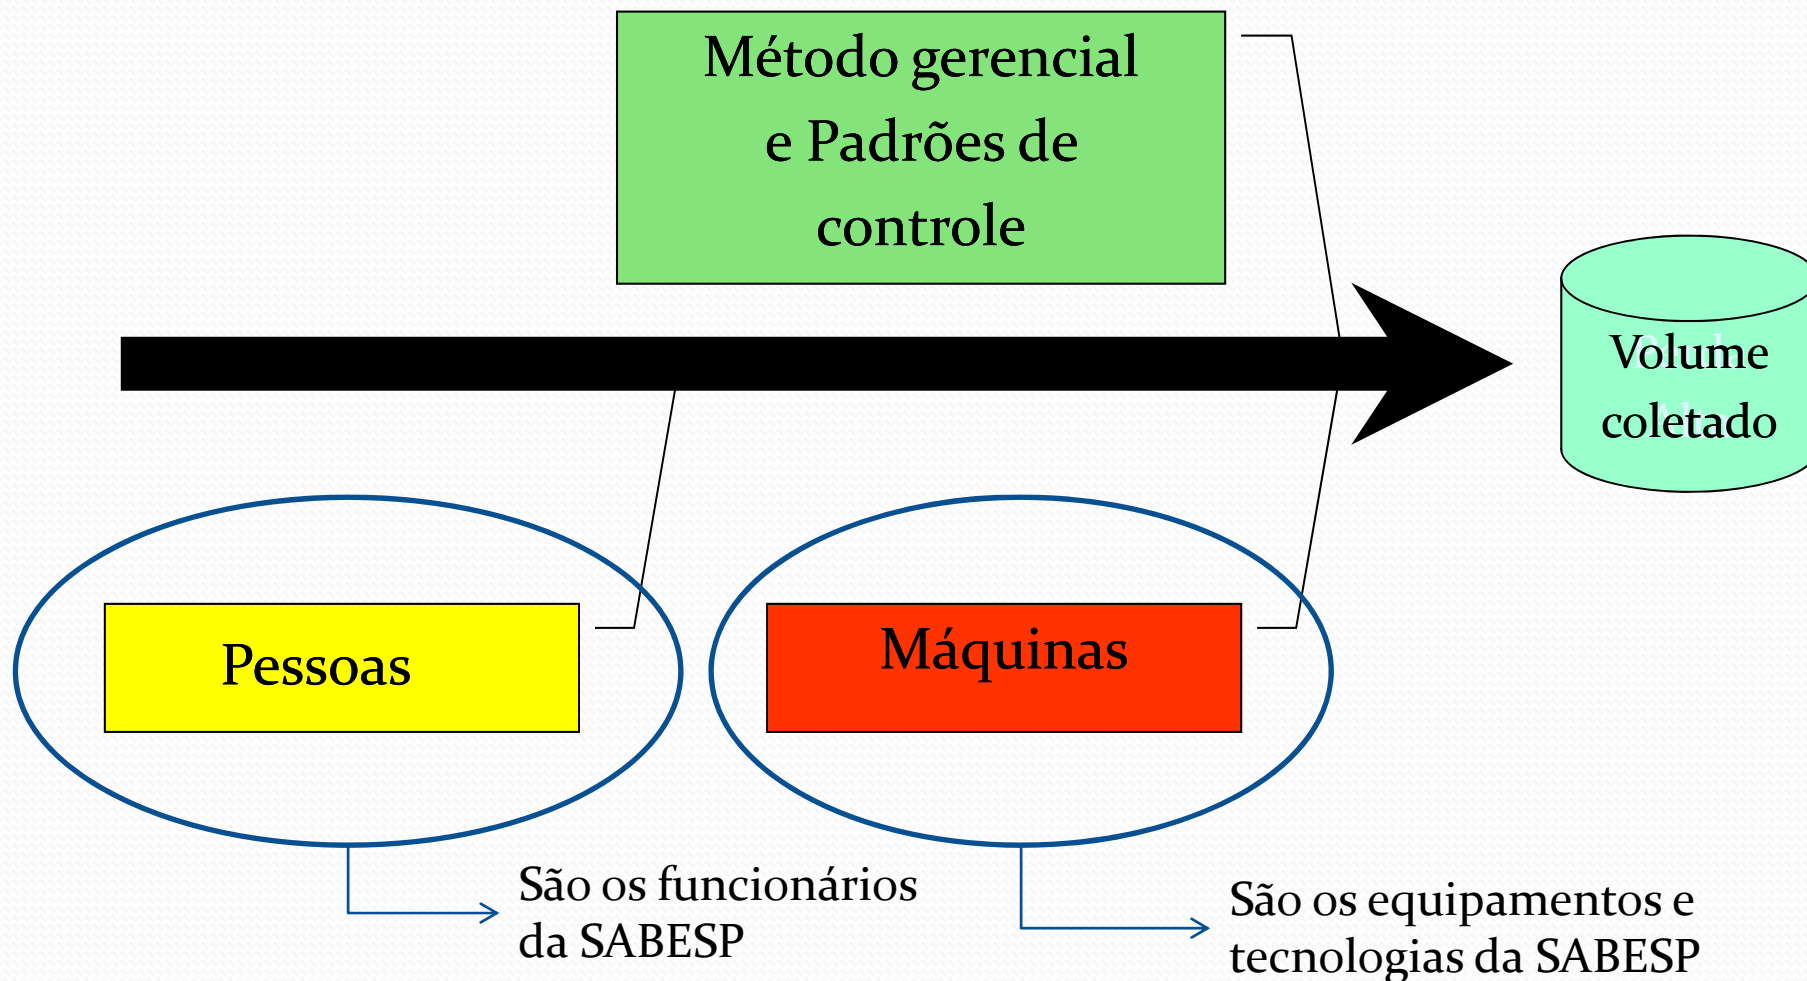 Método gerencial
e Padrões de
controle
Volume
coletado
Pessoas
Máquinas
São os funcionários
da SABESP
São os equipamentos e
tecnologias da SABESP